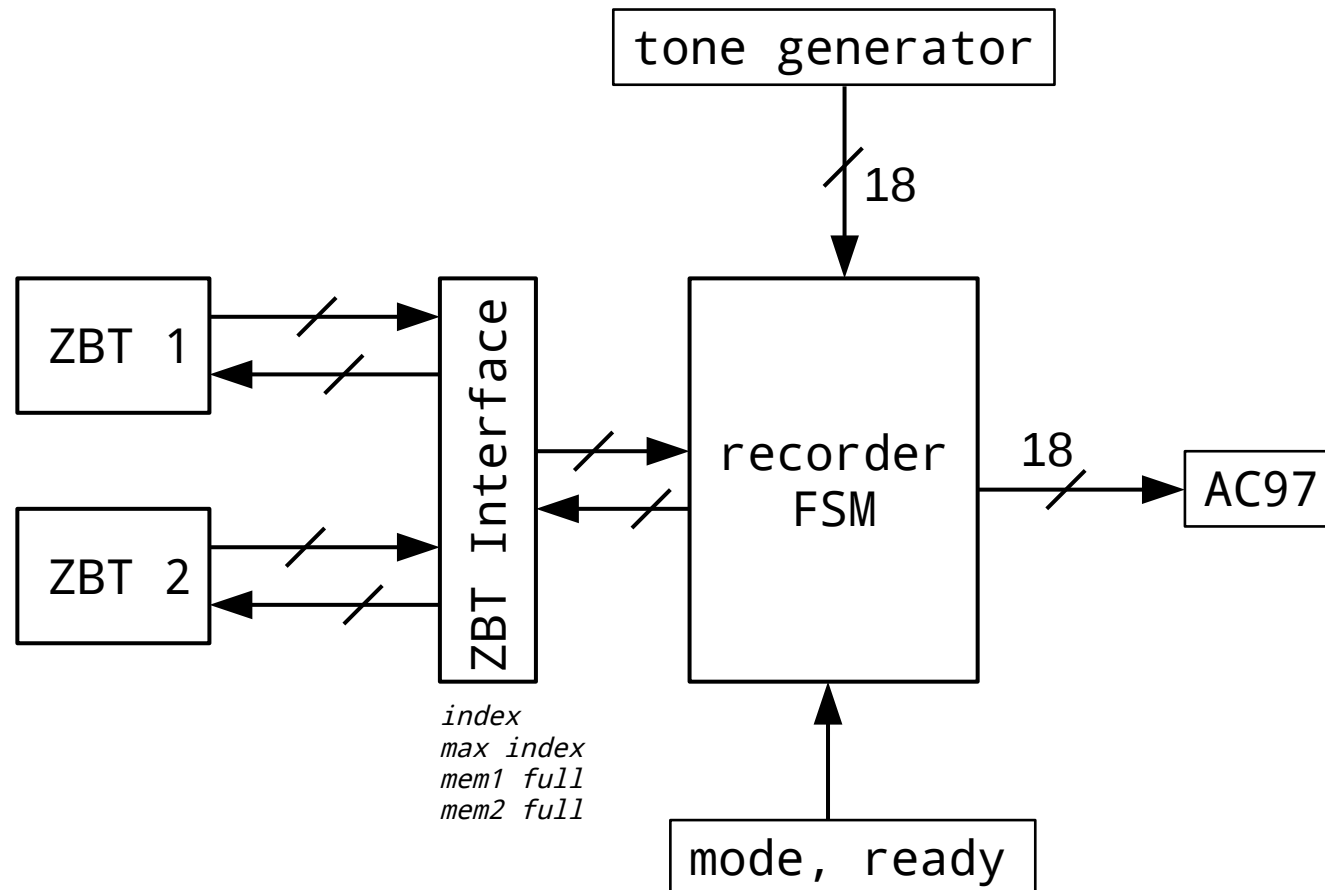 tone generator
18
ZBT 1
ZBT 2
ZBT Interface
recorder
FSM
18
AC97
index
max index
mem1 full
mem2 full
mode, ready